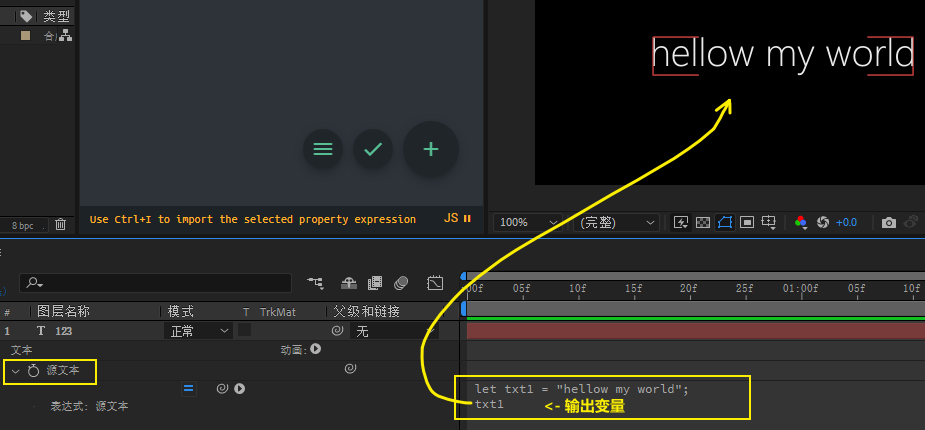 类型
合
8 bpc
Use Ctrl+I to import the selected property expression
JS
hellow my world
100%
(完整)
+0.0
:00f 05f 10f 15f 20f 25f 01:00f 05f 10f
# 图层名称 模式 T TrkMat 父级和链接
1 T 123 正常 无
文本 动画:
源文本
表达式: 源文本
let txt1 = "hellow my world";
txt1 <- 输出变量